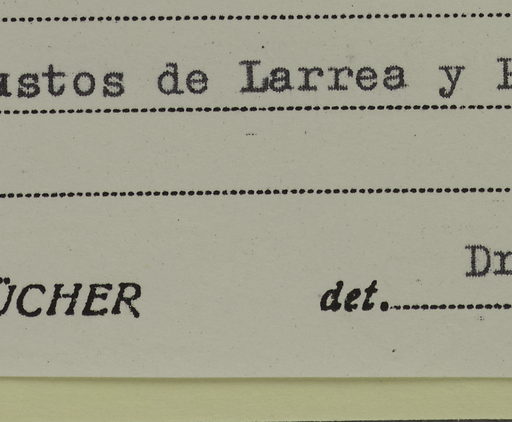 ustos de Larrea y
Dr
ÜCHER det.